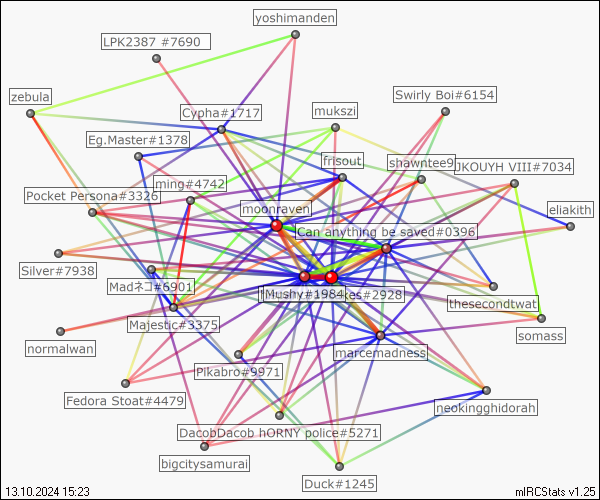 yoshimanden
LPK2387 #7690
Swirly Boi#6154
zebula
Cypha#1717
mukszi
Eg.Master#1378
frisout
shawntee9
JKOUYH VIII#7034
ming#4742
Pocket Persona#3326
moonraven
eliakith
Can anything be saved#0396
Silver#7938
Madネコ#6901
Mushy#1984
kes#2928
thesecondtwat
Majestic#3375
somass
normalwan
marcemadness
Pikabro#9971
Fedora Stoat#4479
neokingghidorah
DacobDacob hORNY police#5271
bigcitysamurai
Duck#1245
13.10.2024 15:23
mIRCStats v1.25